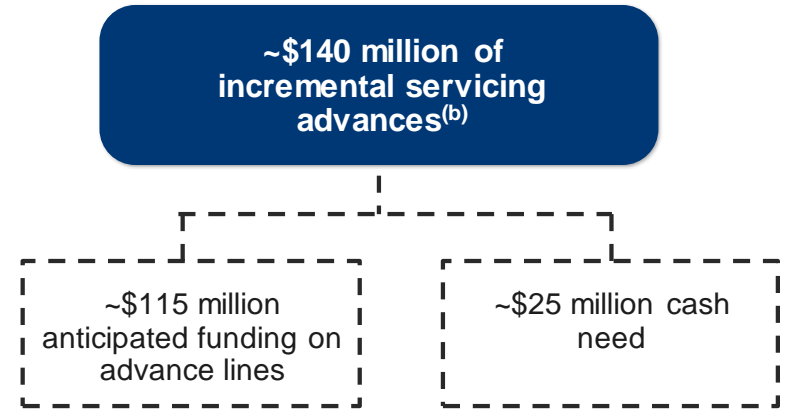 ~$140 million of
incremental servicing
advances(b)
~$115 million
anticipated funding on
advance lines
~$25 million cash
need